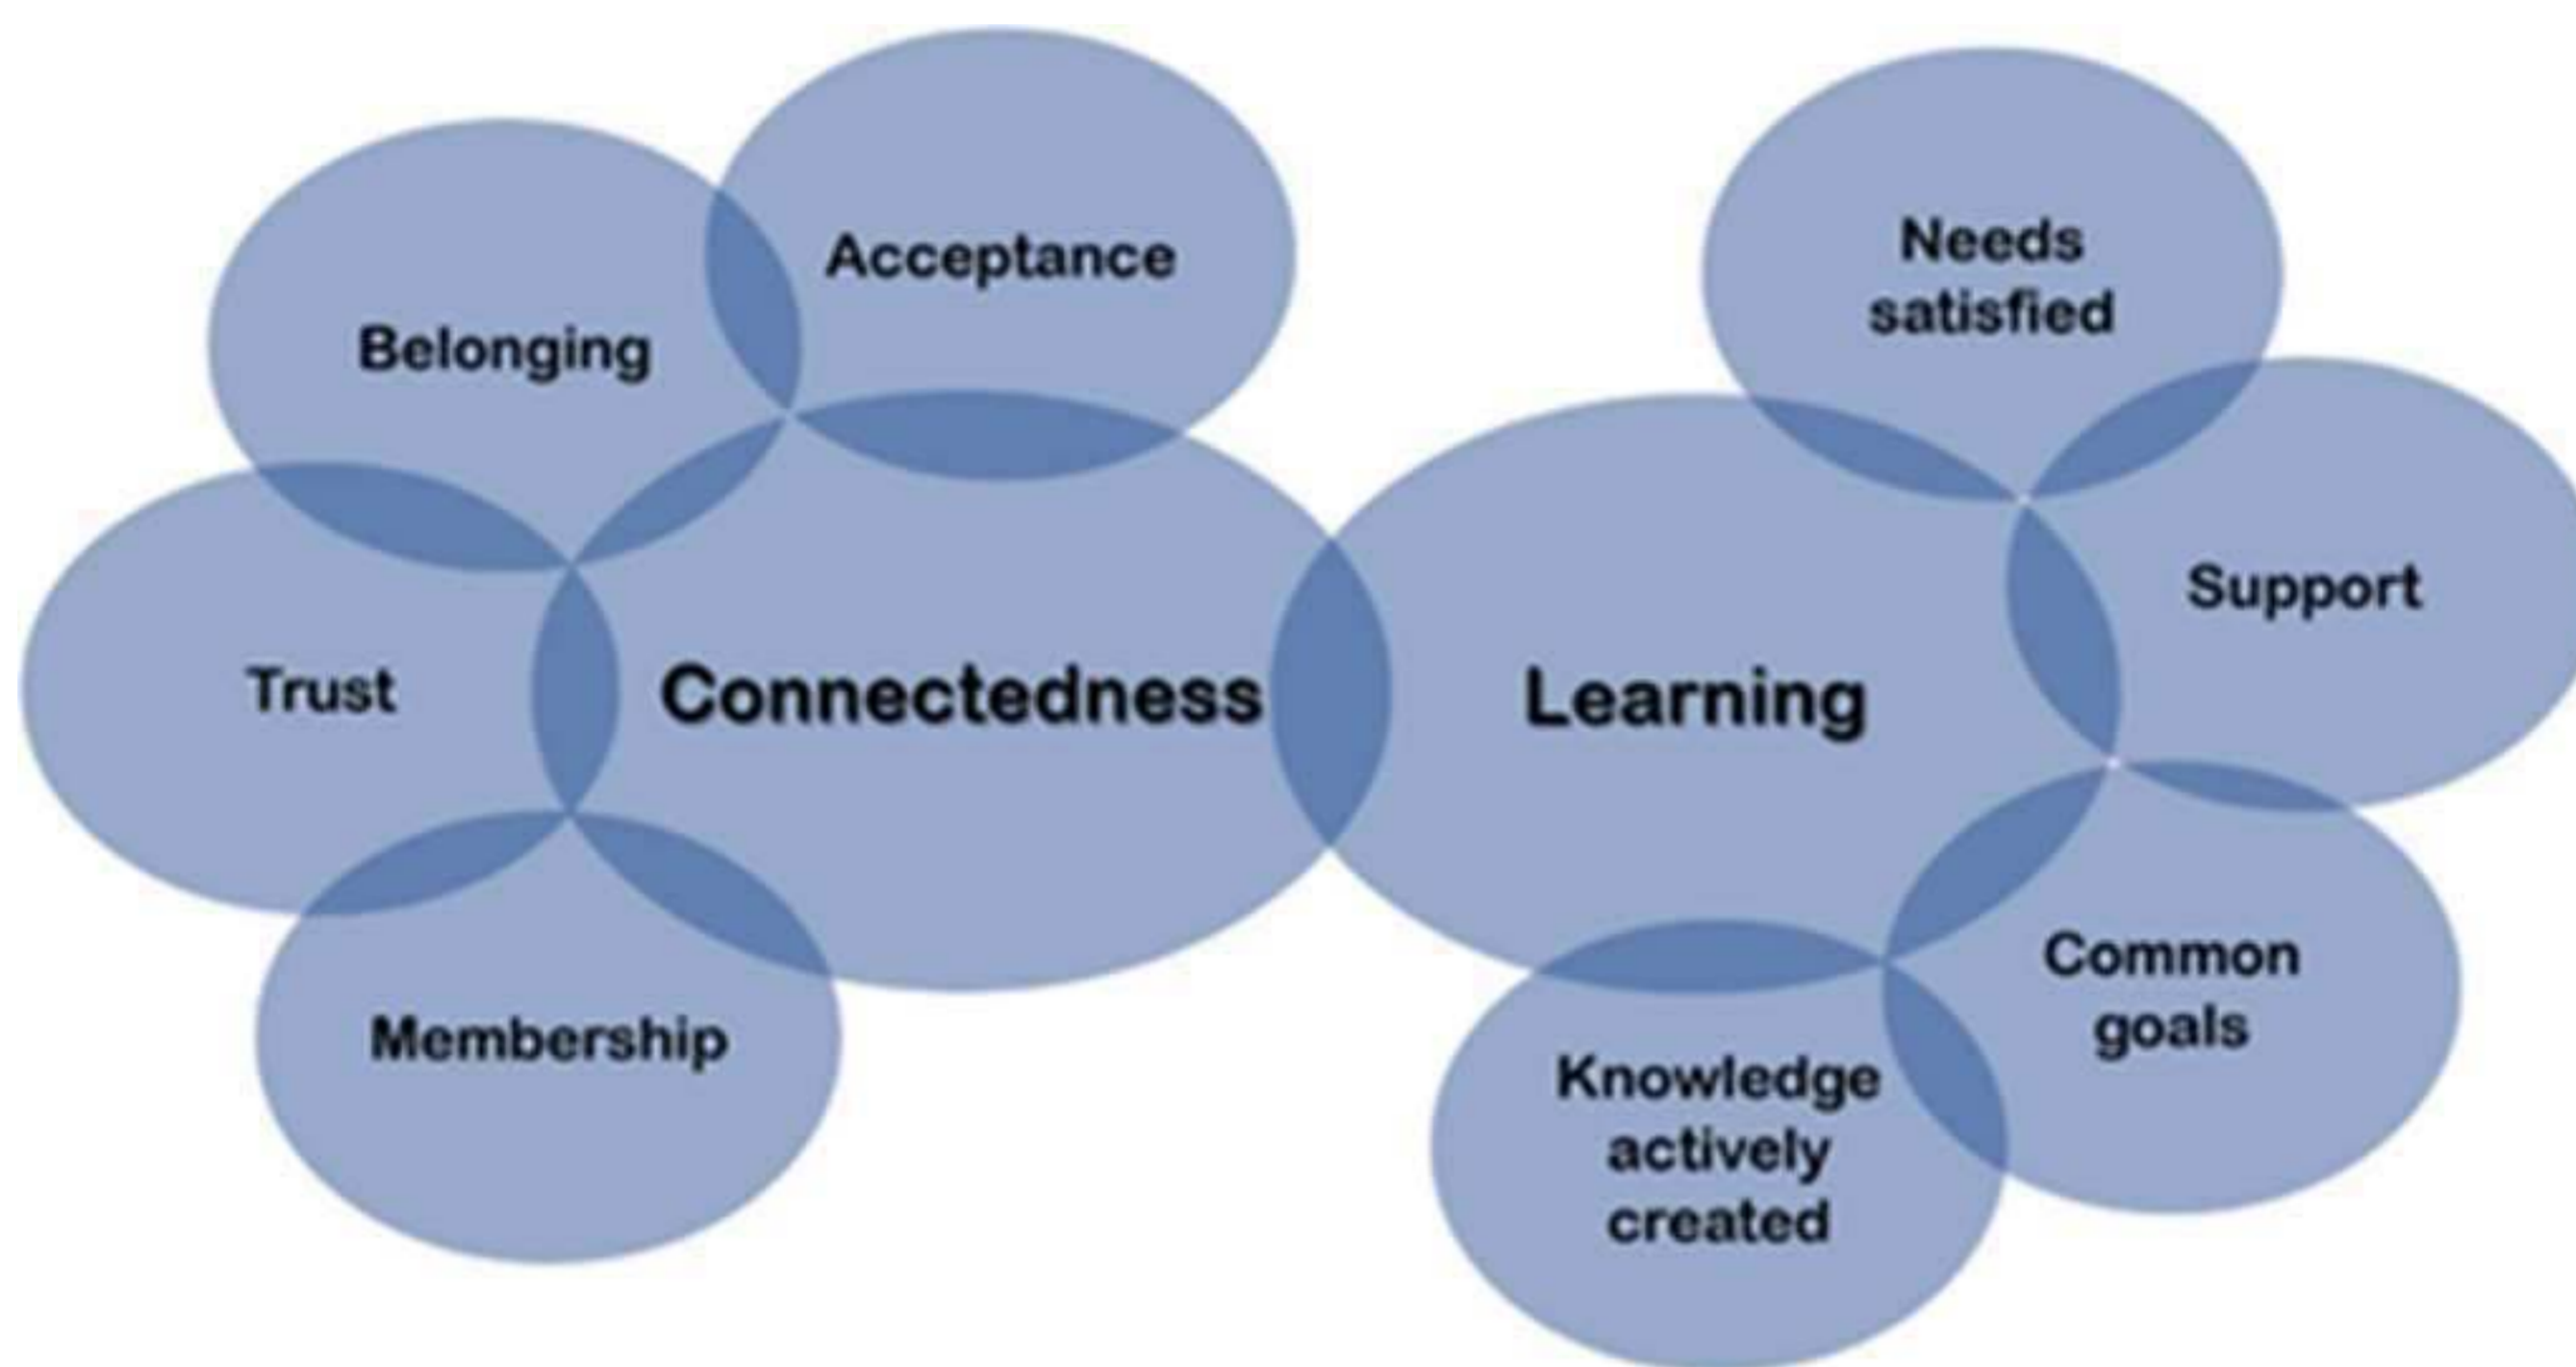 Acceptance
Belonging
Trust
Connectedness
Membership
Needs
satisfied
Support
Learning
Common
goals
Knowledge
actively
created